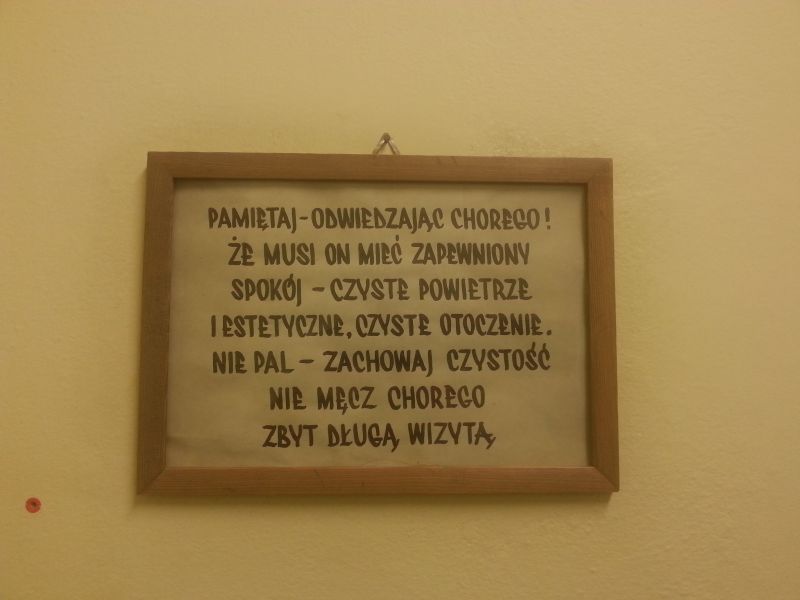 PAMIĘTAJ - ODWIEDZAJĄC CHOREGO!
ŻE MUSI ON MIEĆ ZAPEWNIONY
SPOKÓJ - CZYSTE POWIETRZE
I ESTETYCZNE, CZYSTE OTOCZENIE.
NIE PAL - ZACHOWAJ CZYSTOŚĆ
NIE MĘCZ CHOREGO
ZBYT DŁUGĄ WIZYTĄ